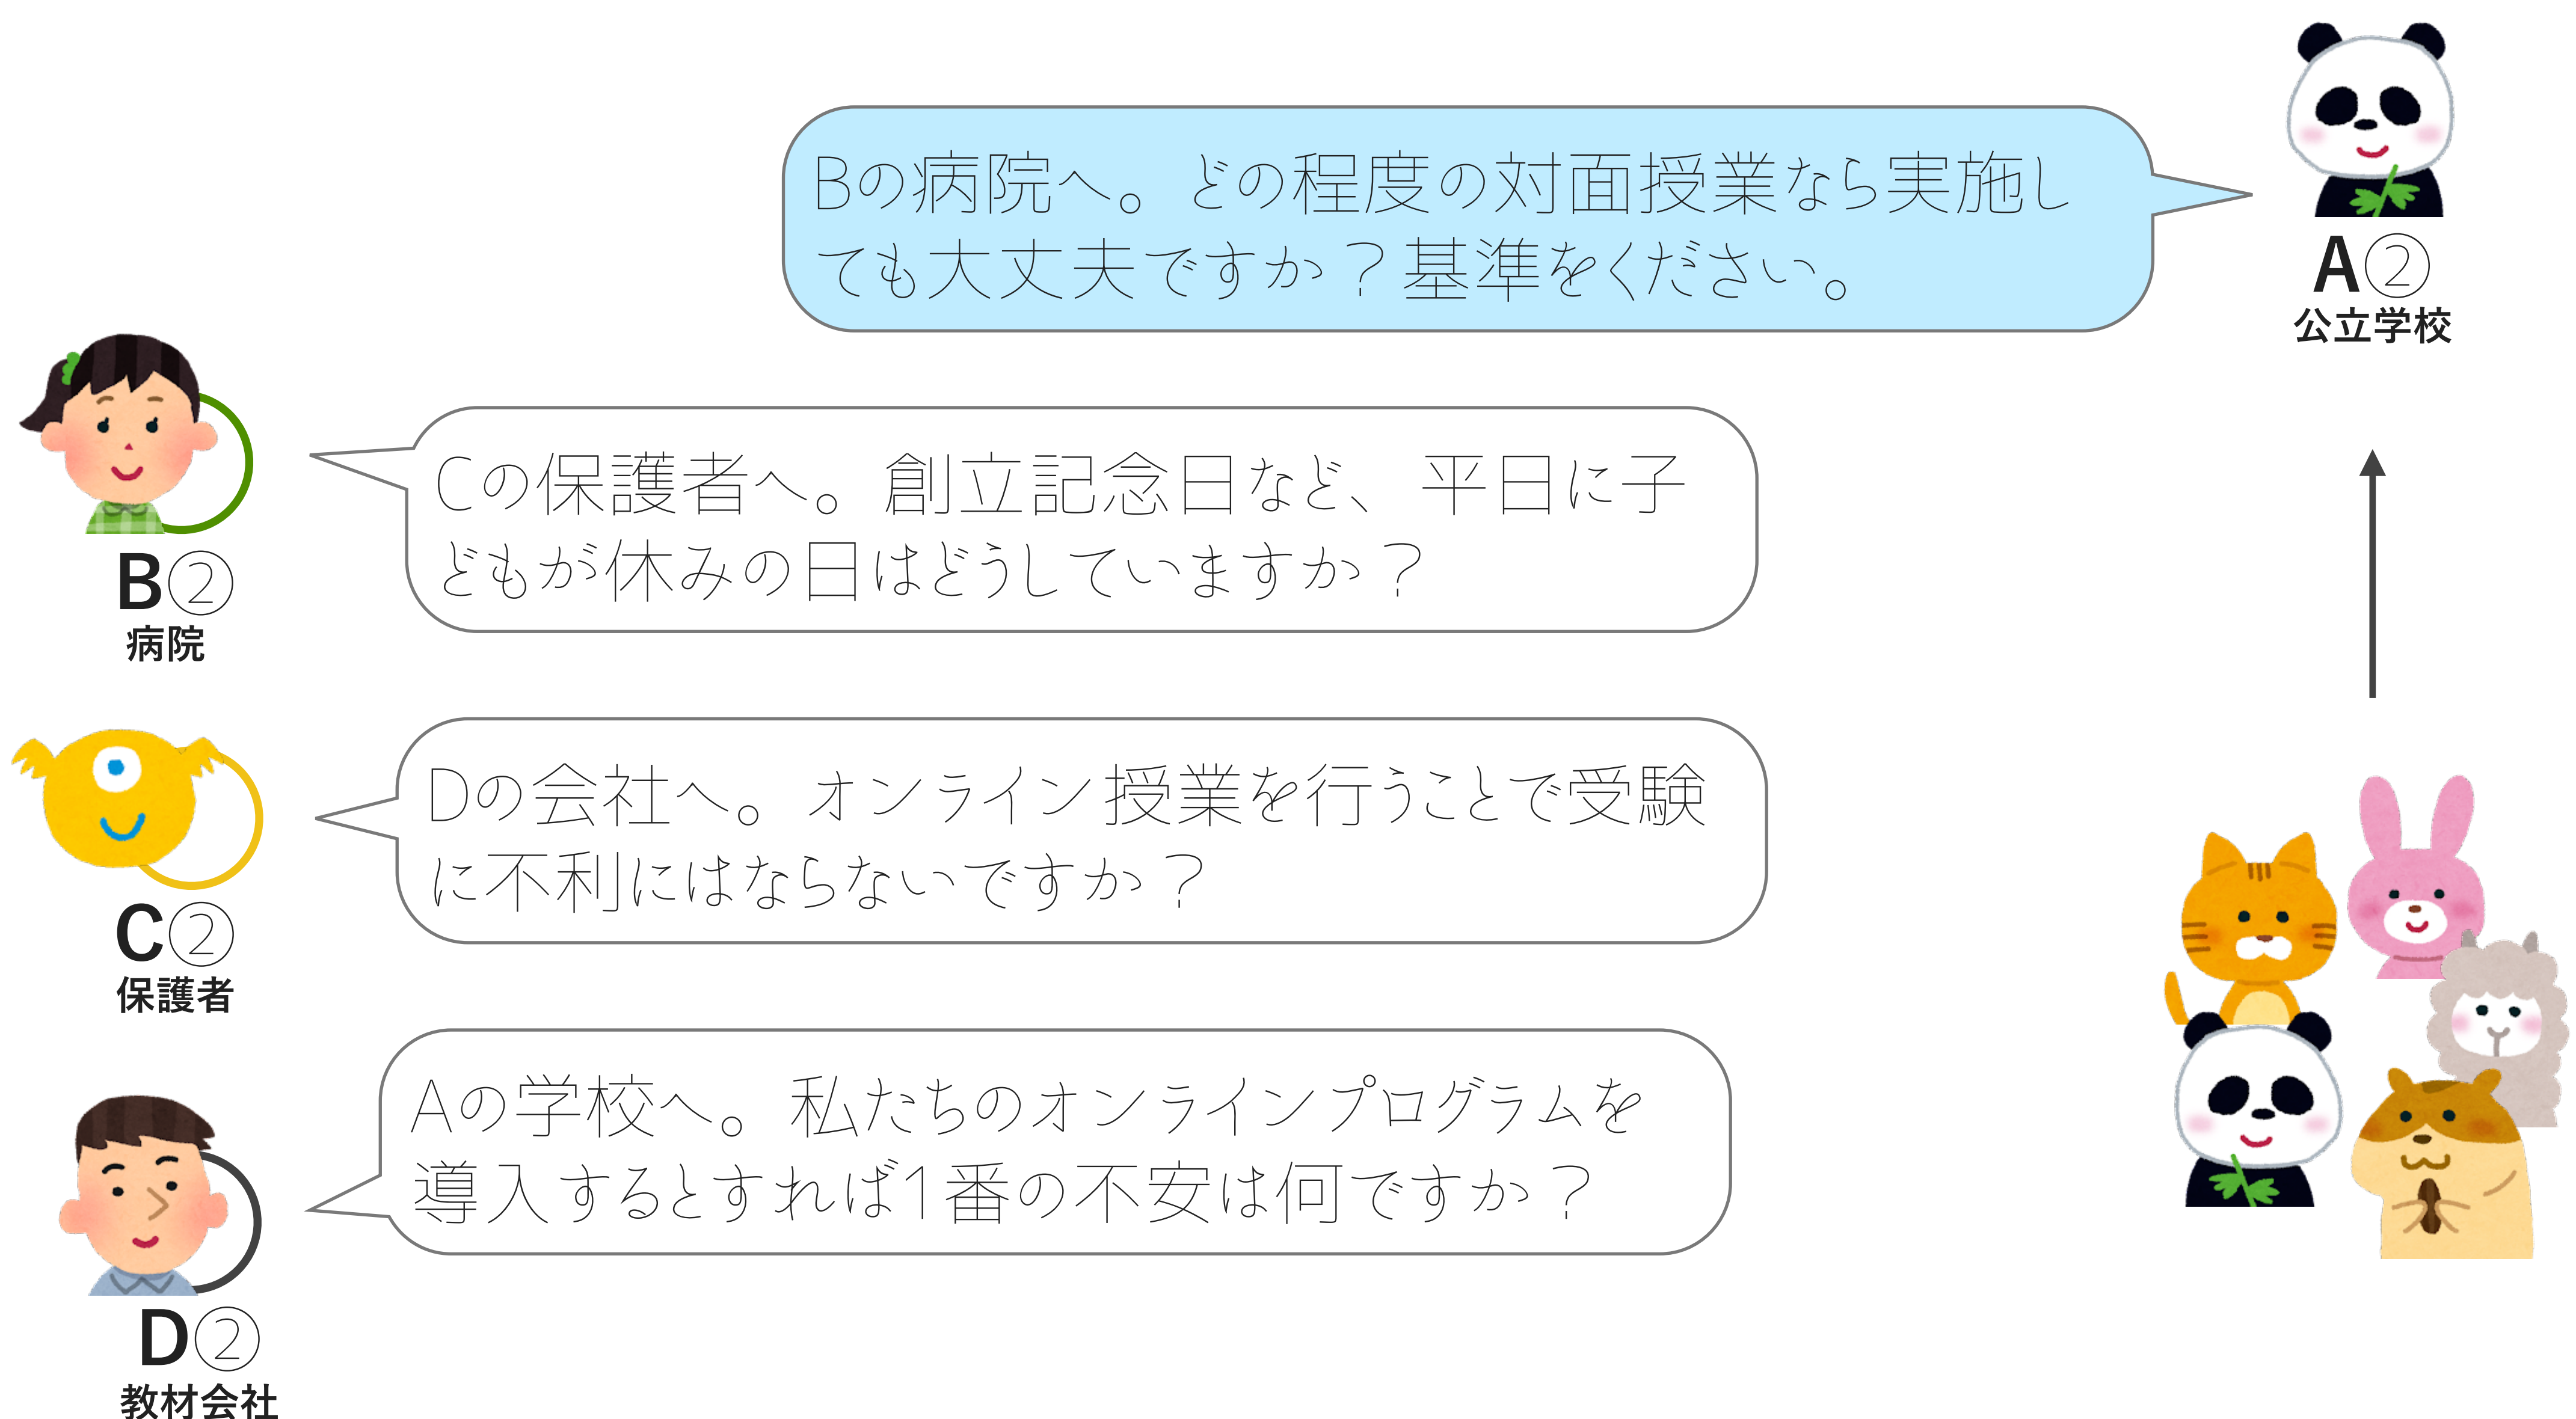 Bの病院へ。どの程度の対面授業なら実施し
ても大丈夫ですか？基準をください。
A②
公立学校
Cの保護者へ。創立記念日など、平日に子
どもが休みの日はどうしていますか？
B②
病院
Dの会社へ。オンライン授業を行うことで受験
に不利にはならないですか？
C②
保護者
Aの学校へ。私たちのオンラインプログラムを
導入するとすれば1番の不安は何ですか？
D②
教材会社